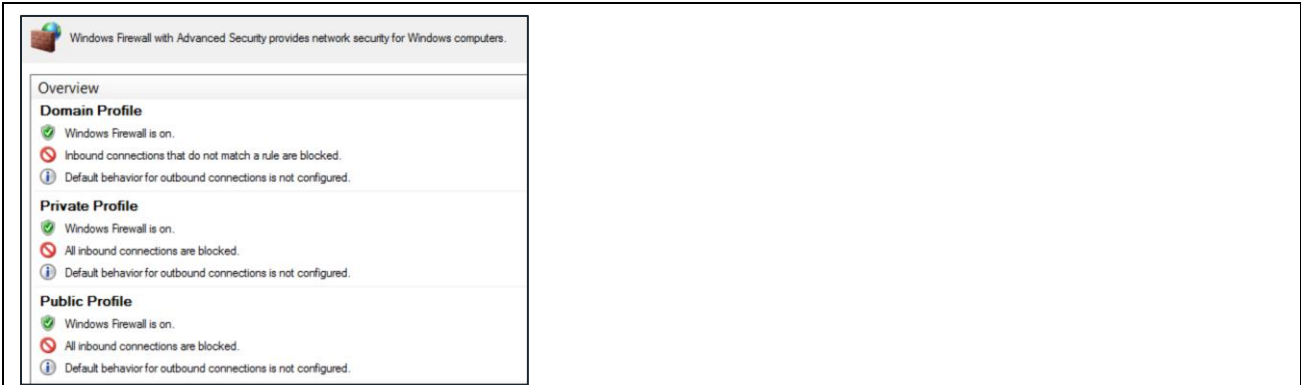 Windows Firewall with Advanced Security provides network security for Windows computers.
Overview
Domain Profile
Windows Firewall is on.
Inbound connections that do not match a rule are blocked.
Default behavior for outbound connections is not configured.
Private Profile
Windows Firewall is on.
All inbound connections are blocked.
Default behavior for outbound connections is not configured.
Public Profile
Windows Firewall is on.
All inbound connections are blocked.
Default behavior for outbound connections is not configured.